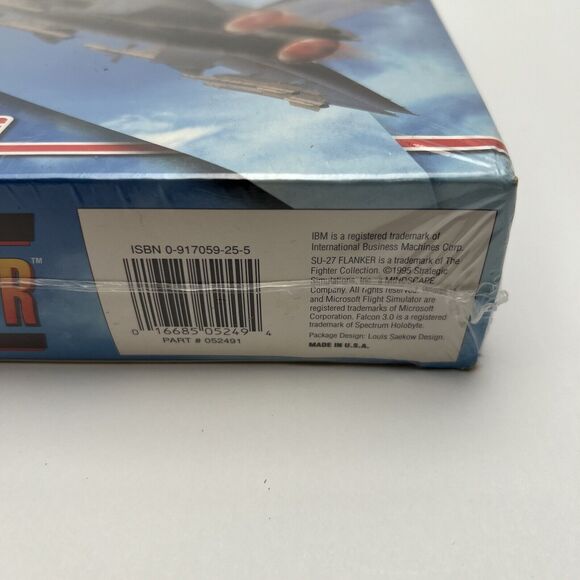 R™
ISBN 0-917059-25-5
0 16685 05249 4
PART # 052491
IBM is a registered trademark of
International Business Machines Corp.
SU-27 FLANKER is a trademark of The
Fighter Collection. ©1995 Strategic
Simulations, Inc., a MINDSCAPE
Company. All rights reserved.
and Microsoft Flight Simulator are
registered trademarks of Microsoft
Corporation. Falcon 3.0 is a registered
trademark of Spectrum Holobyte.
Package Design: Louis Saekow Design.
MADE IN U.S.A.